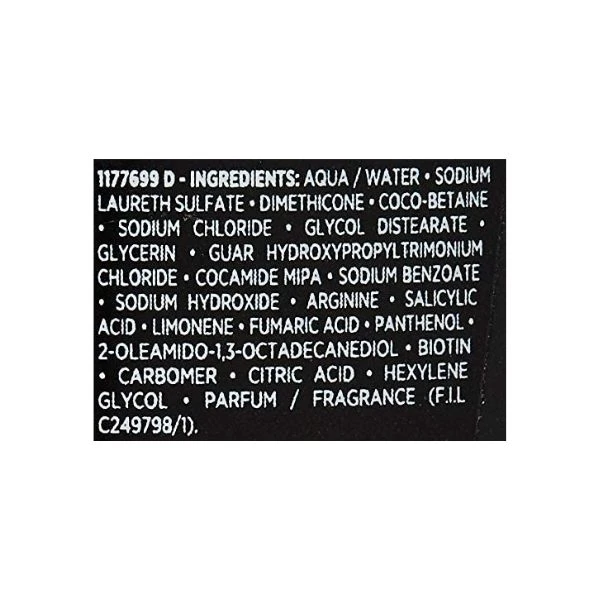 1177699 D - INGREDIENTS: AQUA / WATER • SODIUM
LAURETH SULFATE • DIMETHICONE • COCO-BETAINE
• SODIUM CHLORIDE • GLYCOL DISTEARATE •
GLYCERIN • GUAR HYDROXYPROPYLTRIMONIUM
CHLORIDE • COCAMIDE MIPA • SODIUM BENZOATE
• SODIUM HYDROXIDE • ARGININE • SALICYLIC
ACID • LIMONENE • FUMARIC ACID • PANTHENOL •
2-OLEAMIDO-1,3-OCTADECANEDIOL • BIOTIN
• CARBOMER • CITRIC ACID • HEXYLENE
GLYCOL • PARFUM / FRAGRANCE (F.I.L
C249798/1).